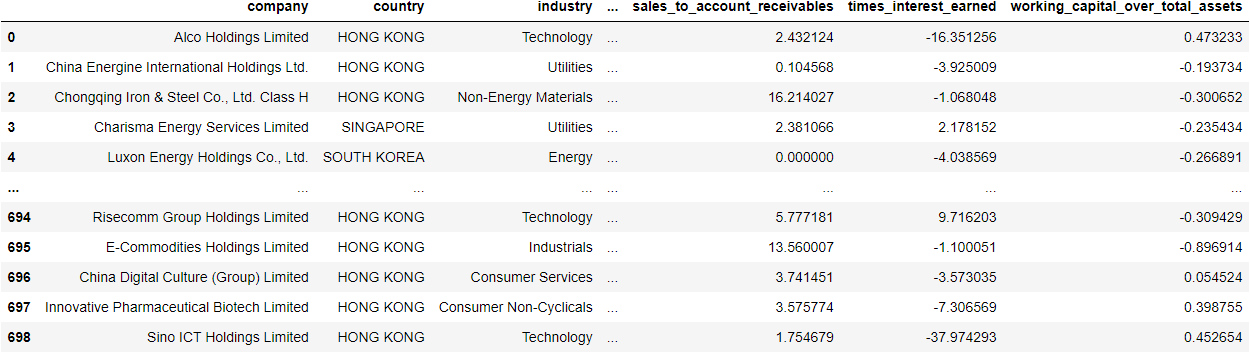 company country industry ... sales_to_account_receivables times_interest_earned working_capital_over_total_assets
0 Alco Holdings Limited HONG KONG Technology ... 2.432124 -16.351256 0.473233
1 China Energine International Holdings Ltd. HONG KONG Utilities ... 0.104568 -3.925009 -0.193734
2 Chongqing Iron & Steel Co., Ltd. Class H HONG KONG Non-Energy Materials ... 16.214027 -1.068048 -0.300652
3 Charisma Energy Services Limited SINGAPORE Utilities ... 2.381066 2.178152 -0.235434
4 Luxon Energy Holdings Co., Ltd. SOUTH KOREA Energy ... 0.000000 -4.038569 -0.266891
... ... ... ... ... ... ... ...
694 Risecomm Group Holdings Limited HONG KONG Technology ... 5.777181 9.716203 -0.309429
695 E-Commodities Holdings Limited HONG KONG Industrials ... 13.560007 -1.100051 -0.896914
696 China Digital Culture (Group) Limited HONG KONG Consumer Services ... 3.741451 -3.573035 0.054524
697 Innovative Pharmaceutical Biotech Limited HONG KONG Consumer Non-Cyclicals ... 3.575774 -7.306569 0.398755
698 Sino ICT Holdings Limited HONG KONG Technology ... 1.754679 -37.974293 0.452654